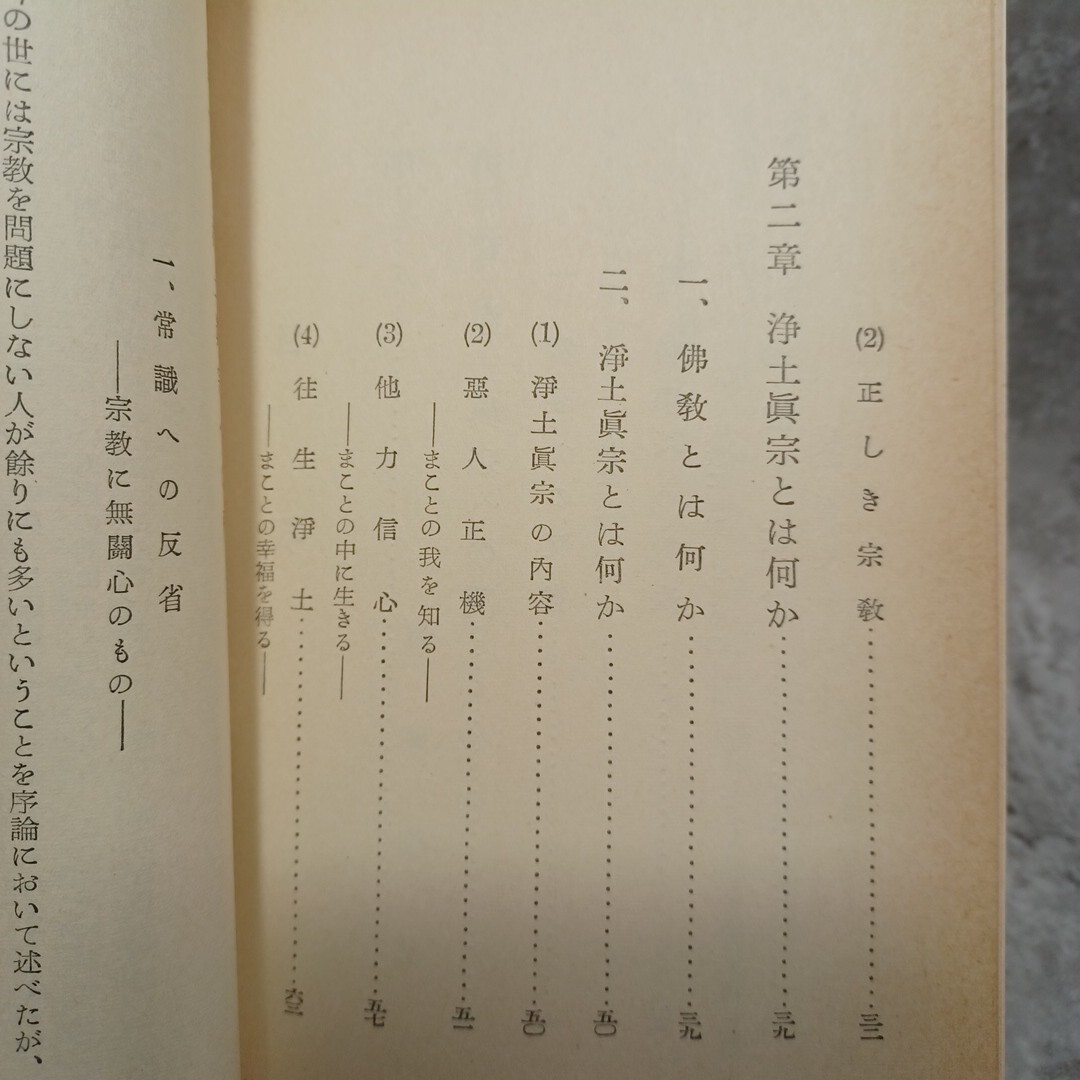 (2) 正しき宗教……三二
第二章 浄土眞宗とは何か……三九
一、佛教とは何か……三九
二、淨土眞宗とは何か……五〇
(1) 淨土眞宗の內容……五〇
(2) 惡人正機……五一
――まことの我を知る――
(3) 他力信心……五七
――まことの中に生きる――
(4) 往生淨土……六三
――まことの幸福を得る――
1、常識への反省
――宗教に無關心のもの――
の世には宗教を問題にしない人が餘りにも多いということを序論において述べたが、